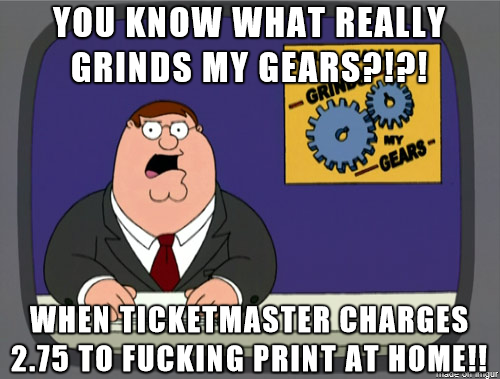 YOU KNOW WHAT REALLY
GRINDS MY GEARS?!?!
MY
GEARS
WHEN TICKETMASTER CHARGES
2.75 TO FUCKING PRINT AT HOME!!
made on imgur